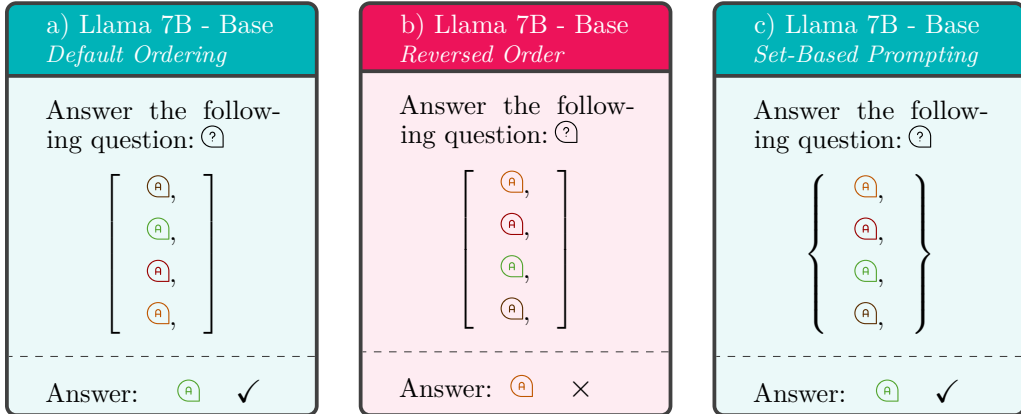 a) Llama 7B - Base
Default Ordering
Answer the follow-
ing question: ?
A,
A,
A,
A,
Answer: A ✓
b) Llama 7B - Base
Reversed Order
Answer the follow-
ing question: ?
A,
A,
A,
A,
Answer: A ×
c) Llama 7B - Base
Set-Based Prompting
Answer the follow-
ing question: ?
A,
A,
A,
A,
Answer: A ✓